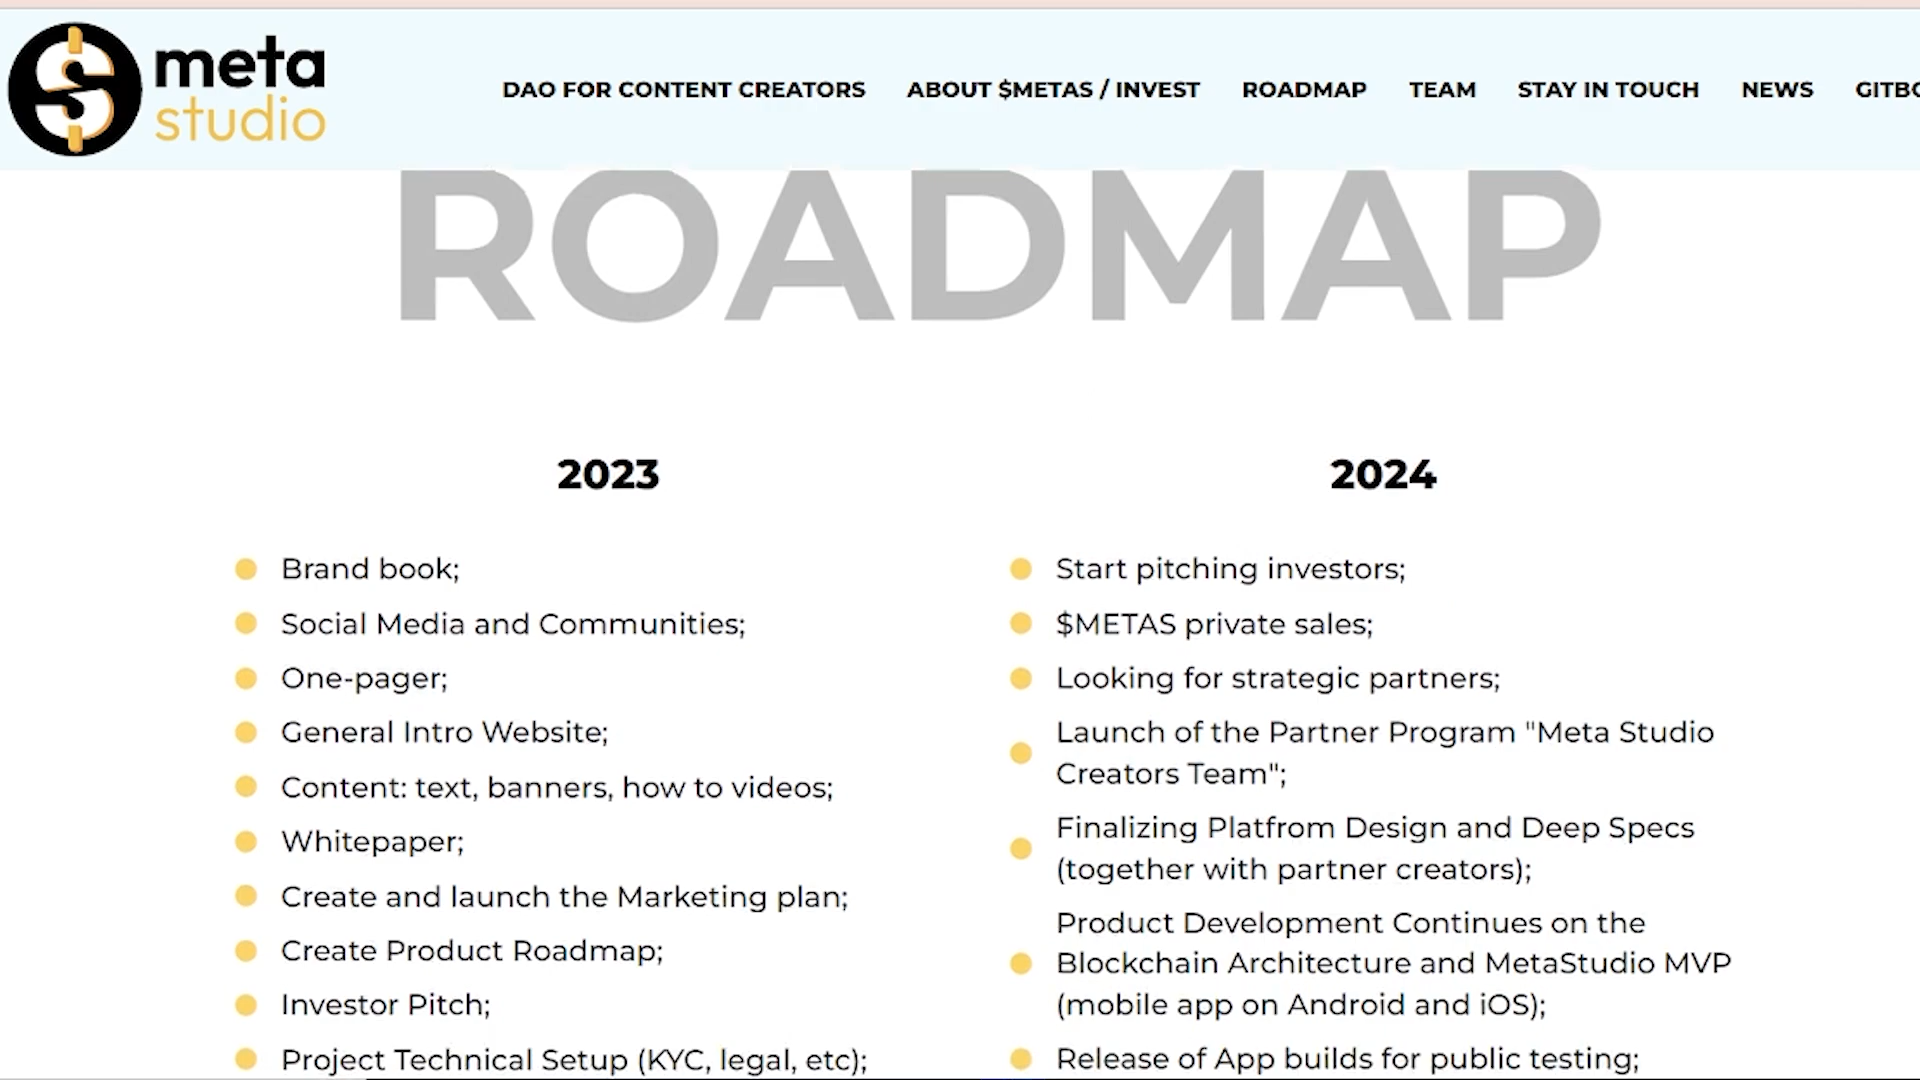 meta
studio
DAO FOR CONTENT CREATORS
ABOUT $METAS / INVEST
ROADMAP
TEAM
STAY IN TOUCH
NEWS
ROADMAP
2023
Brand book;
Social Media and Communities;
One-pager;
General Intro Website;
Content: text, banners, how to videos;
Whitepaper;
Create and launch the Marketing plan;
Create Product Roadmap;
Investor Pitch;
Project Technical Setup (KYC, legal, etc);
2024
Start pitching investors;
$METAS private sales;
Looking for strategic partners;
Launch of the Partner Program "Meta Studio
Creators Team";
Finalizing Platfrom Design and Deep Specs
(together with partner creators);
Product Development Continues on the
Blockchain Architecture and MetaStudio MVP
(mobile app on Android and iOS);
Release of App builds for public testing;